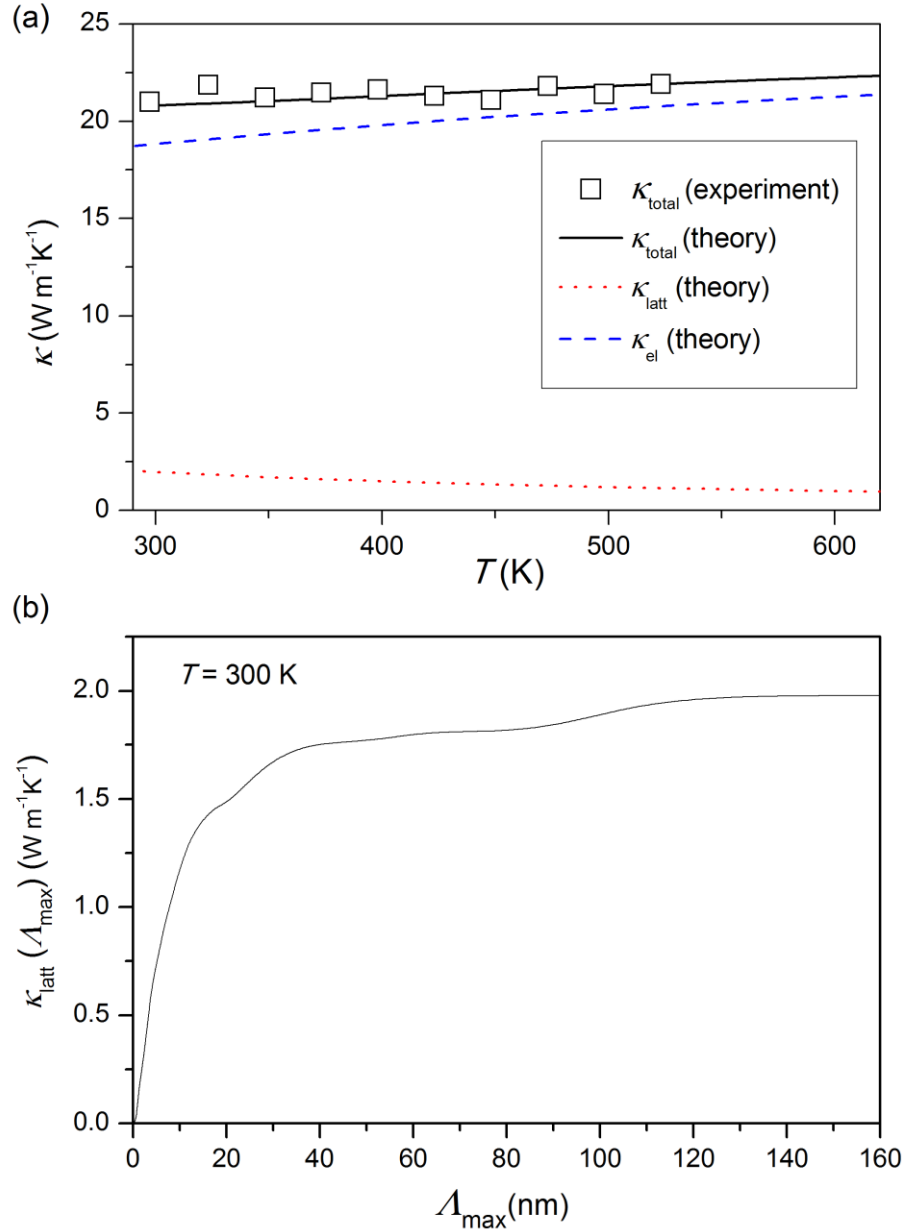 (a)
25
20
15
10
5
0
κ (W m⁻¹K⁻¹)
κtotal (experiment)
κtotal (theory)
κlatt (theory)
κel (theory)
300 400 500 600
T (K)
(b)
T = 300 K
2.0
1.5
1.0
0.5
0.0
κlatt (Λmax) (W m⁻¹K⁻¹)
0 20 40 60 80 100 120 140 160
Λmax(nm)